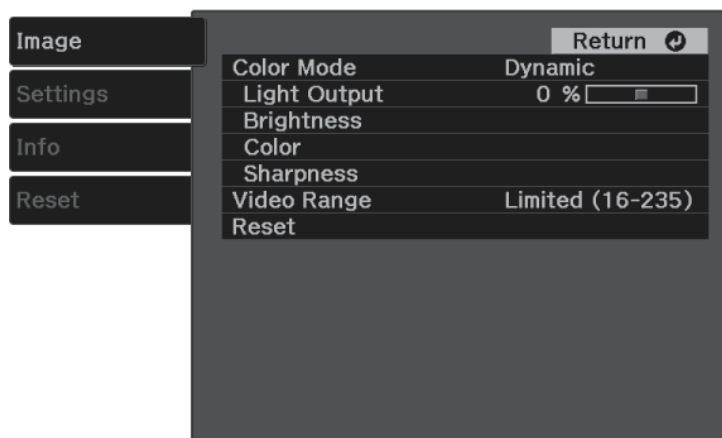 Image
Settings
Info
Reset
Return
Color Mode Dynamic
Light Output 0 %
Brightness
Color
Sharpness
Video Range Limited (16-235)
Reset